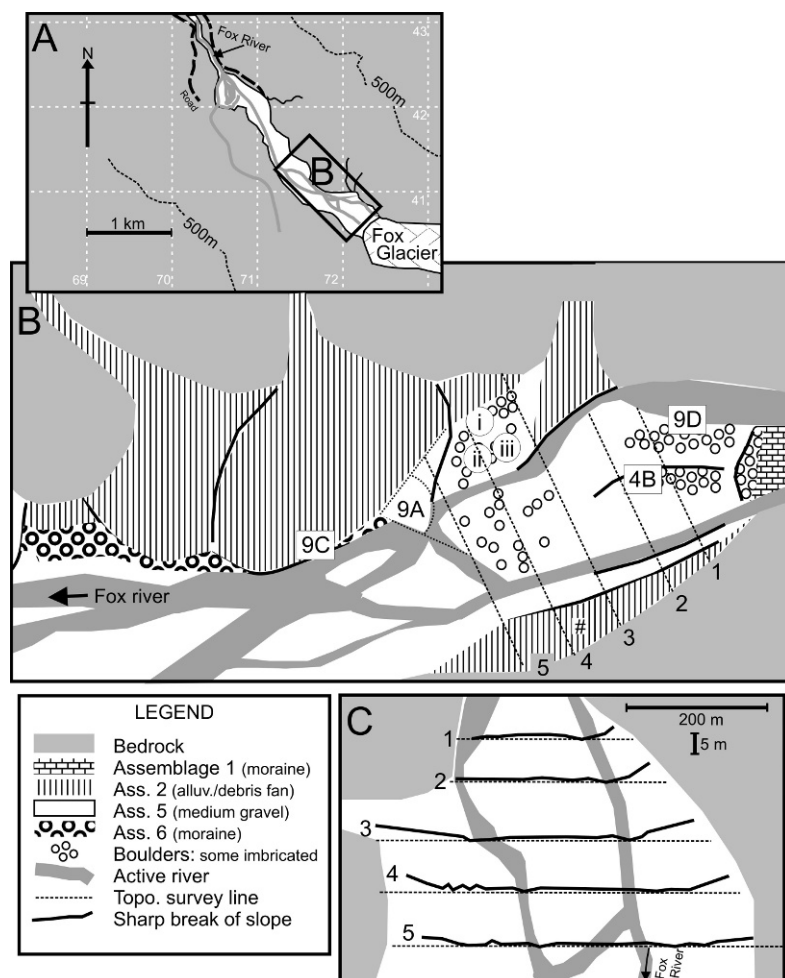 A
N
Fox River
Road
500m
500m
43
42
41
B
1 km
Fox
Glacier
69
70
71
72
B
i
ii
iii
9D
4B
9A
9C
Fox river
#
1
2
3
4
5
LEGEND
Bedrock
Assemblage 1 (moraine)
Ass. 2 (alluv./debris fan)
Ass. 5 (medium gravel)
Ass. 6 (moraine)
Boulders: some imbricated
Active river
Topo. survey line
Sharp break of slope
C
200 m
5 m
1
2
3
4
5
Fox
River